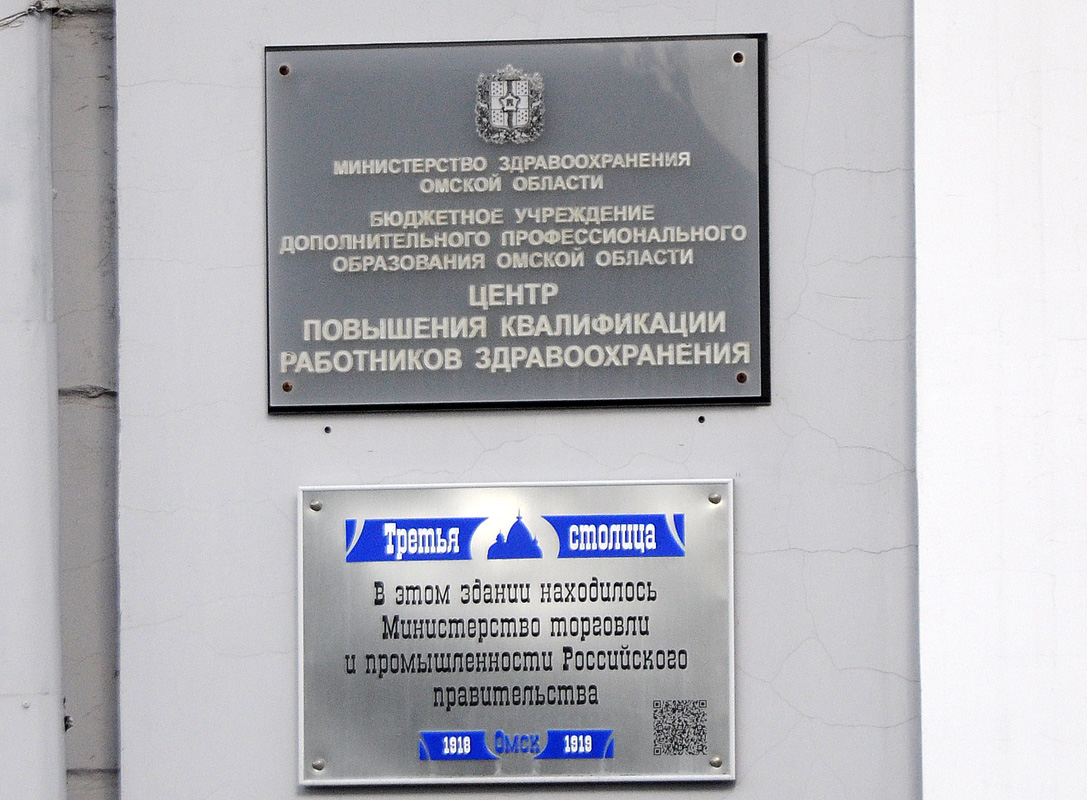 МИНИСТЕРСТВО ЗДРАВООХРАНЕНИЯ
ОМСКОЙ ОБЛАСТИ
БЮДЖЕТНОЕ УЧРЕЖДЕНИЕ
ДОПОЛНИТЕЛЬНОГО ПРОФЕССИОНАЛЬНОГО
ОБРАЗОВАНИЯ ОМСКОЙ ОБЛАСТИ
ЦЕНТР
ПОВЫШЕНИЯ КВАЛИФИКАЦИИ
РАБОТНИКОВ ЗДРАВООХРАНЕНИЯ
Третья столица
В этом здании находилось
Министерство торговли
и промышленности Российского
правительства
1918 Омск 1919